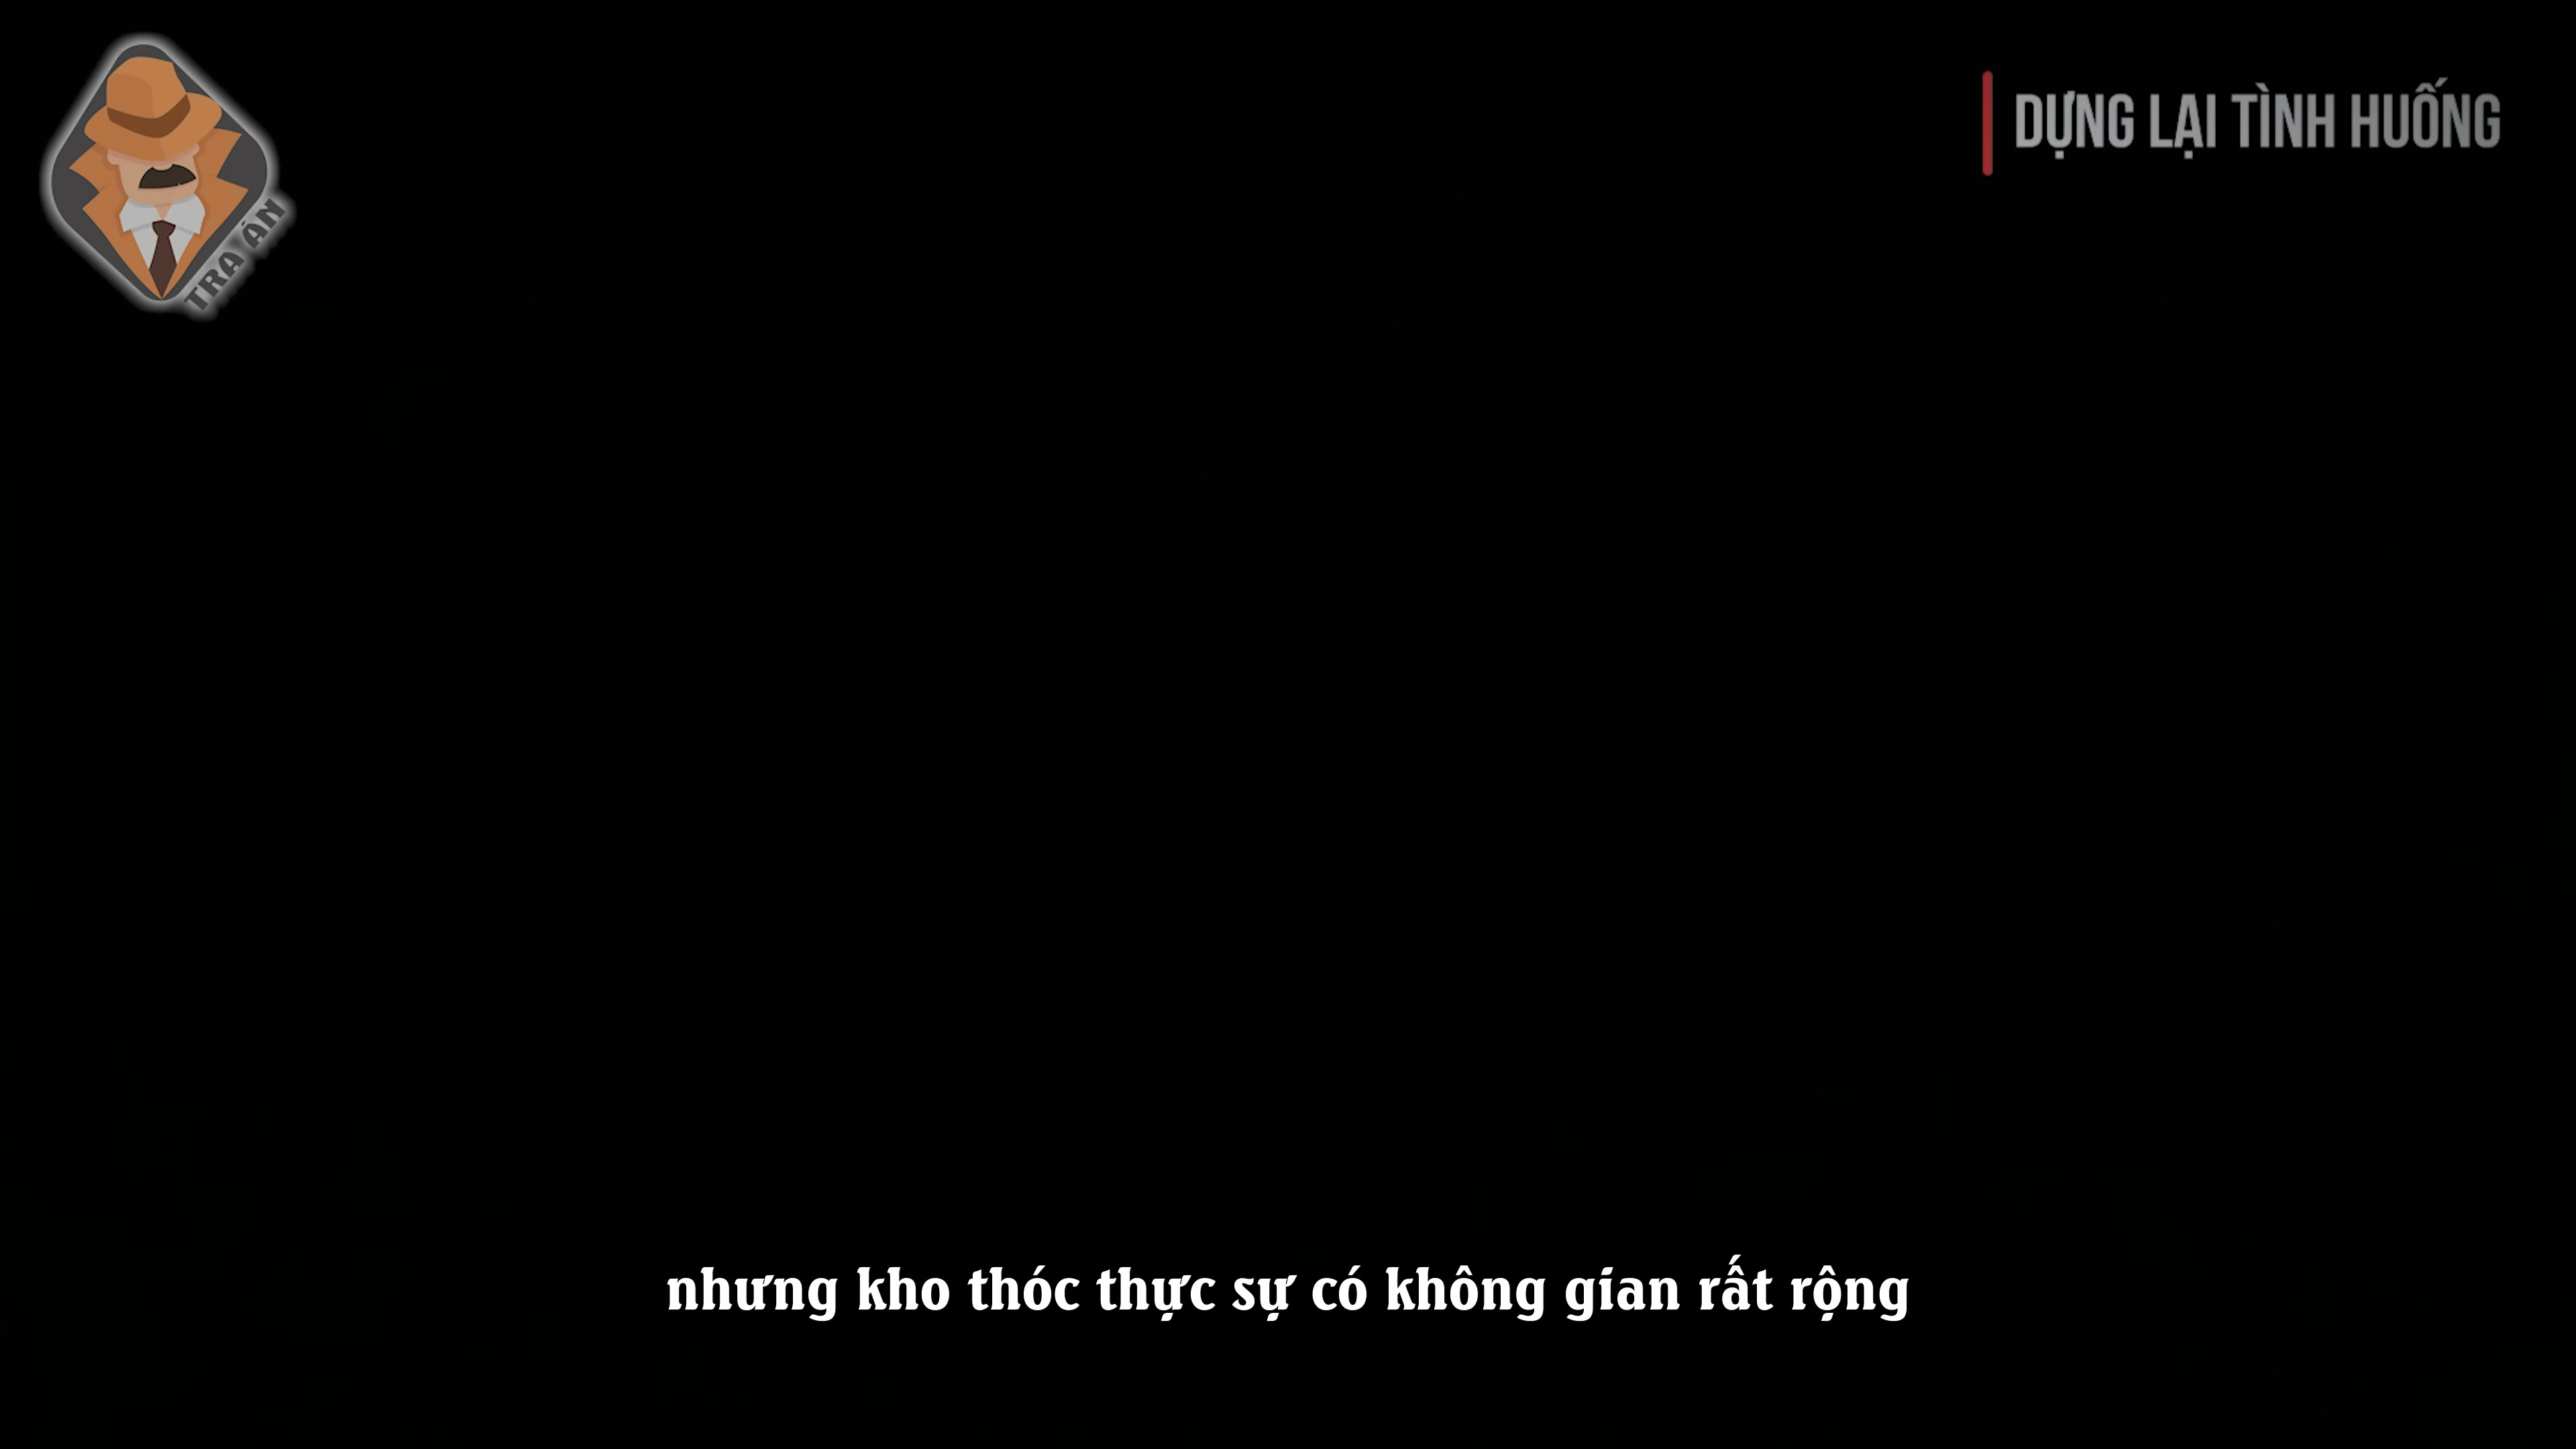 TRA ÁN
DỰNG LẠI TÌNH HUỐNG
nhưng kho thóc thực sự có không gian rất rộng